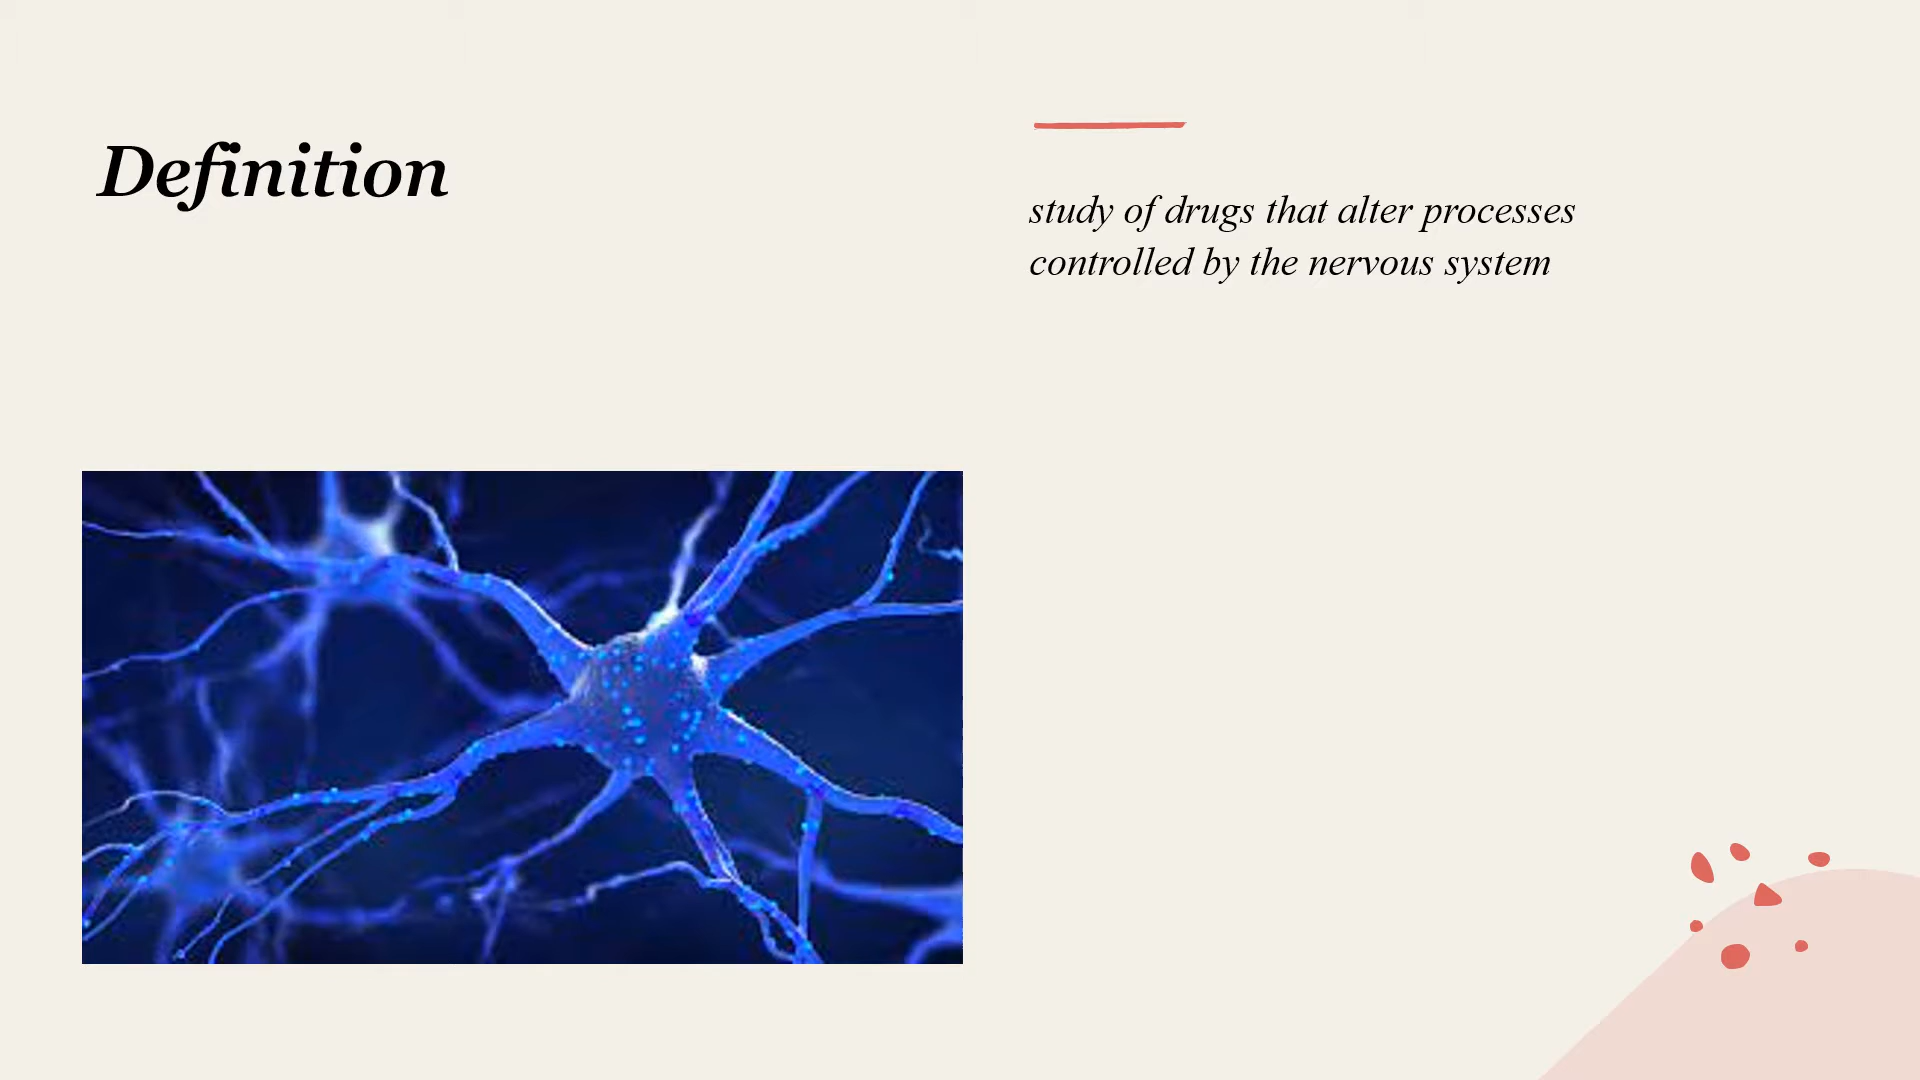 Definition
study of drugs that alter processes
controlled by the nervous system